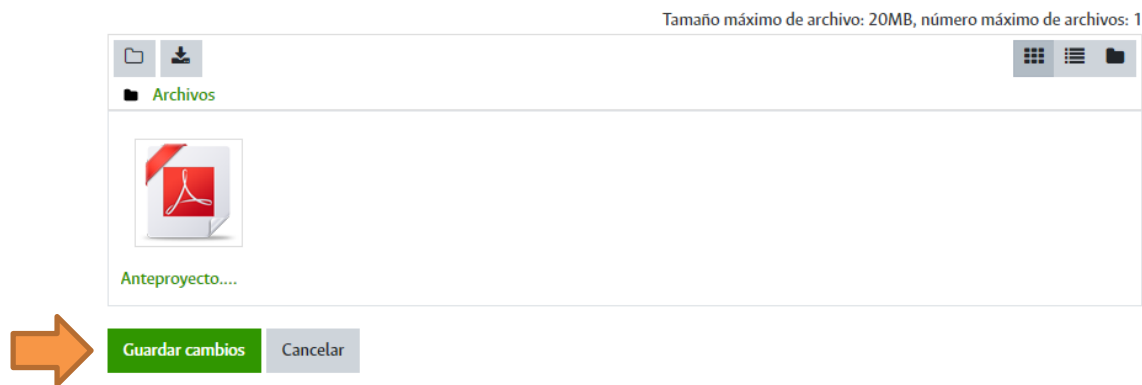 Tamaño máximo de archivo: 20MB, número máximo de archivos: 1
Archivos
Anteproyecto....
Guardar cambios Cancelar